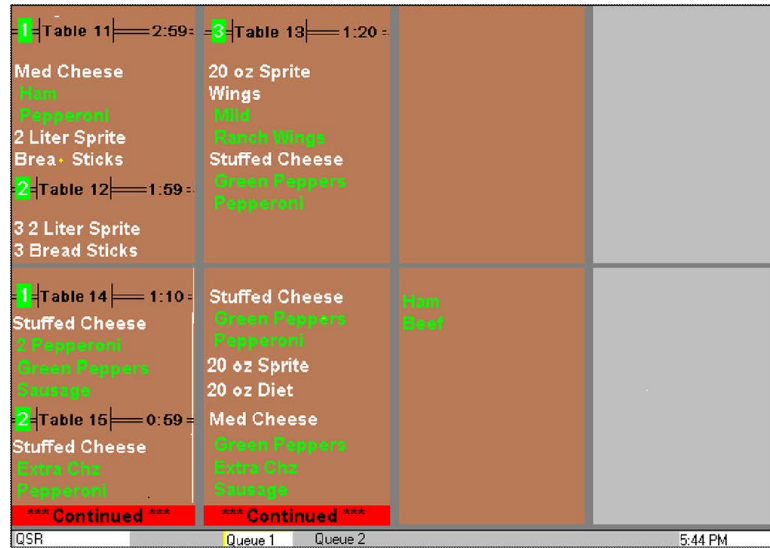 1 Table 11 2:59
Med Cheese
Ham
Pepperoni
2 Liter Sprite
Brea Sticks
2 Table 12 1:59
3 2 Liter Sprite
3 Bread Sticks
3 Table 13 1:20
20 oz Sprite
Wings
Mild
Ranch Wings
Stuffed Cheese
Green Peppers
Pepperoni
1 Table 14 1:10
Stuffed Cheese
2 Pepperoni
Green Peppers
Sausage
2 Table 15 0:59
Stuffed Cheese
Extra Chz
Pepperoni
*** Continued ***
Stuffed Cheese
Green Peppers
Pepperoni
20 oz Sprite
20 oz Diet
Med Cheese
Green Peppers
Extra Chz
Sausage
*** Continued ***
Ham
Beef
QSR Queue 1 Queue 2 5:44 PM